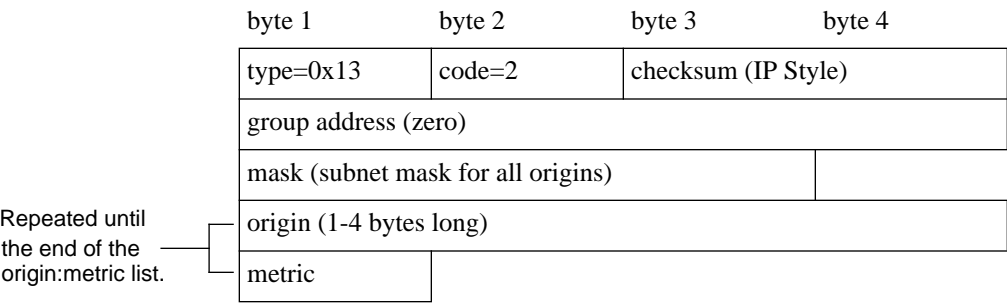 byte 1 byte 2 byte 3 byte 4
type=0x13 code=2 checksum (IP Style)
group address (zero)
mask (subnet mask for all origins)
Repeated until
the end of the
origin:metric list.
origin (1-4 bytes long)
metric